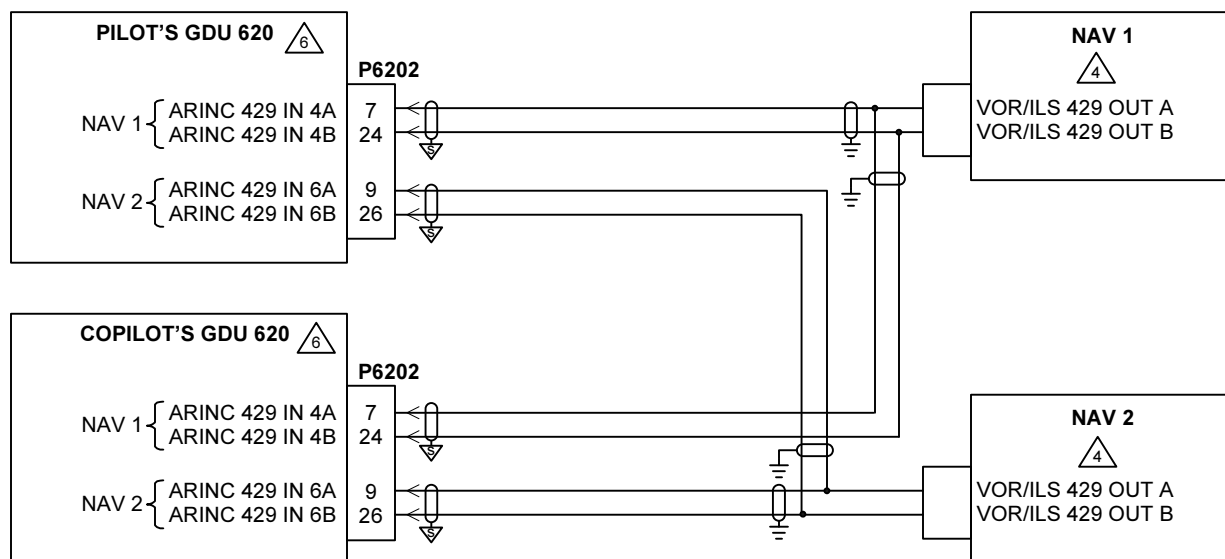 PILOT’S GDU 620 6
P6202
NAV 1 { ARINC 429 IN 4A 7
ARINC 429 IN 4B 24
NAV 2 { ARINC 429 IN 6A 9
ARINC 429 IN 6B 26
S
S
NAV 1
4
VOR/ILS 429 OUT A
VOR/ILS 429 OUT B
COPILOT’S GDU 620 6
P6202
NAV 1 { ARINC 429 IN 4A 7
ARINC 429 IN 4B 24
NAV 2 { ARINC 429 IN 6A 9
ARINC 429 IN 6B 26
S
S
NAV 2
4
VOR/ILS 429 OUT A
VOR/ILS 429 OUT B